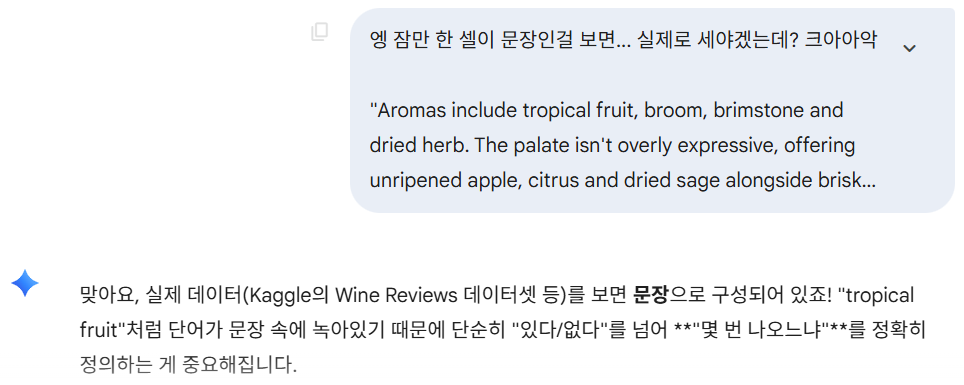 엥 잠만 한 셀이 문장인걸 보면... 실제로 세야겠는데? 크아아악
"Aromas include tropical fruit, broom, brimstone and
dried herb. The palate isn't overly expressive, offering
unripened apple, citrus and dried sage alongside brisk...
맞아요, 실제 데이터(Kaggle의 Wine Reviews 데이터셋 등)를 보면 문장으로 구성되어 있죠! "tropical
fruit"처럼 단어가 문장 속에 녹아있기 때문에 단순히 "있다/없다"를 넘어 **"몇 번 나오느냐"**를 정확히
정의하는 게 중요해집니다.